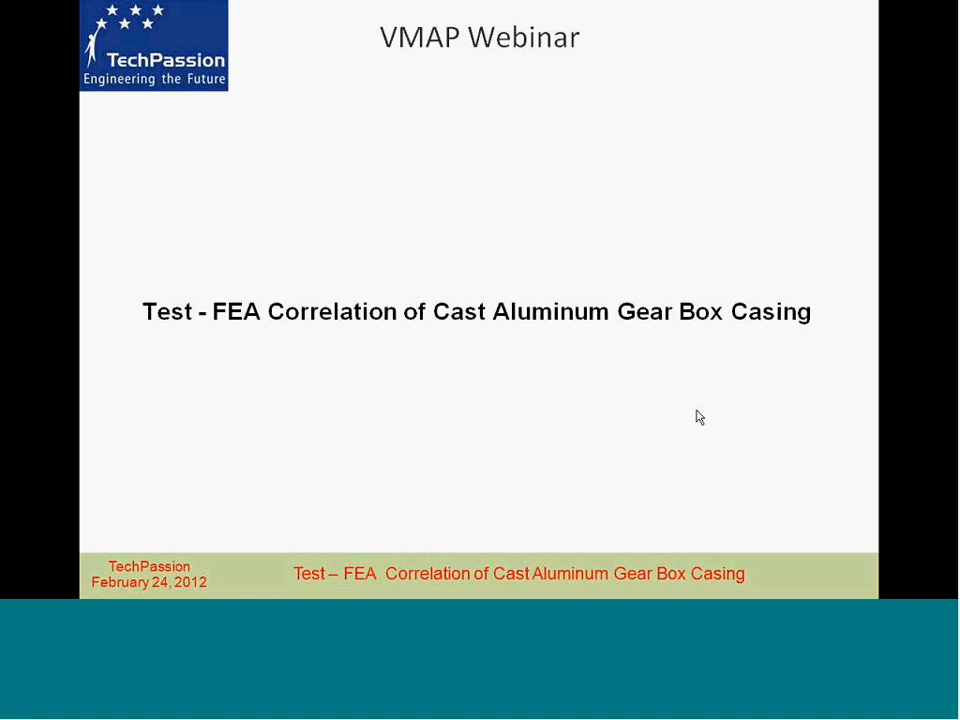 TechPassion
Engineering the Future
VMAP Webinar
Test - FEA Correlation of Cast Aluminum Gear Box Casing
TechPassion
February 24, 2012
Test – FEA Correlation of Cast Aluminum Gear Box Casing